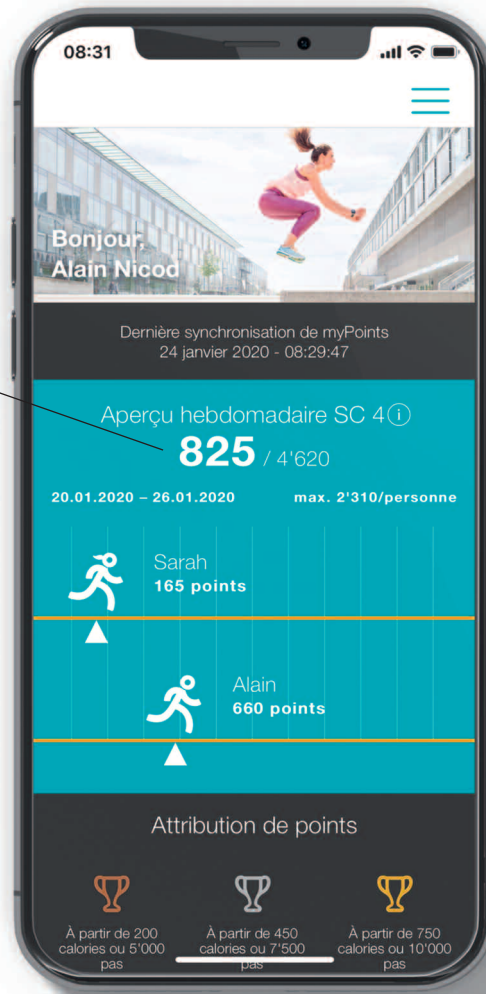 08:31
Bonjour,
Alain Nicod
Dernière synchronisation de myPoints
24 janvier 2020 - 08:29:47
Aperçu hebdomadaire SC 4 i
825 / 4'620
20.01.2020 – 26.01.2020 max. 2'310/personne
Sarah
165 points
Alain
660 points
Attribution de points
À partir de 200 À partir de 450 À partir de 750
calories ou 5'000 calories ou 7'500 calories ou 10'000
pas pas pas